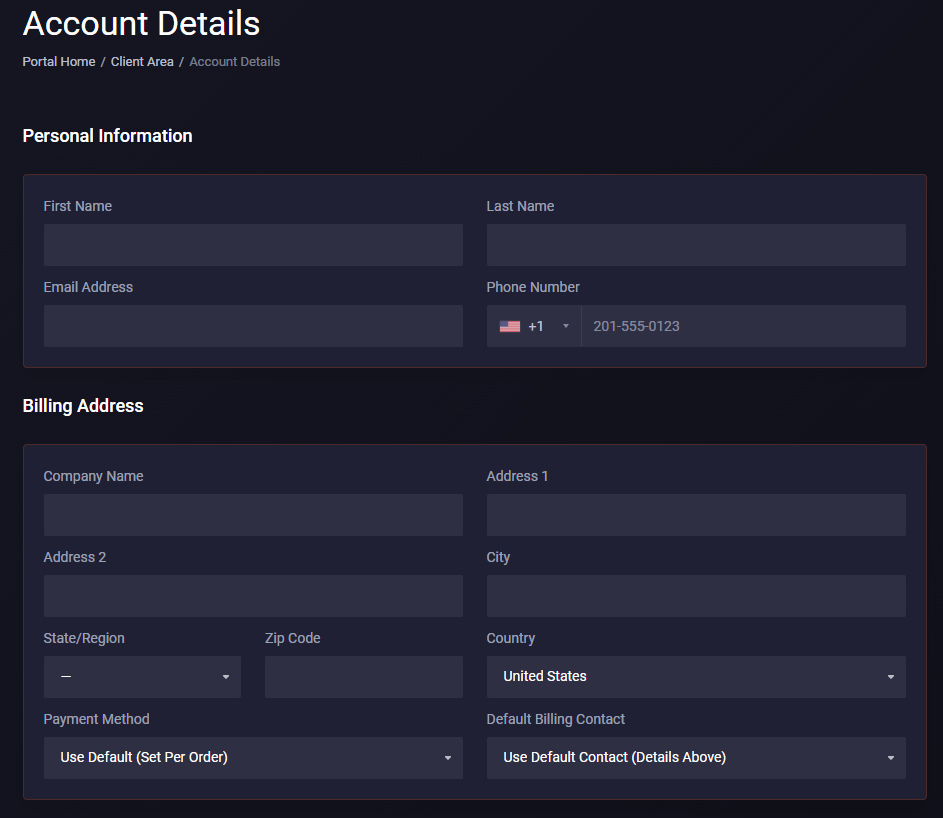 Account Details
Portal Home / Client Area / Account Details
Personal Information
First Name
Last Name
Email Address
Phone Number
+1
201-555-0123
Billing Address
Company Name
Address 1
Address 2
City
State/Region
Zip Code
Country
—
United States
Payment Method
Default Billing Contact
Use Default (Set Per Order)
Use Default Contact (Details Above)